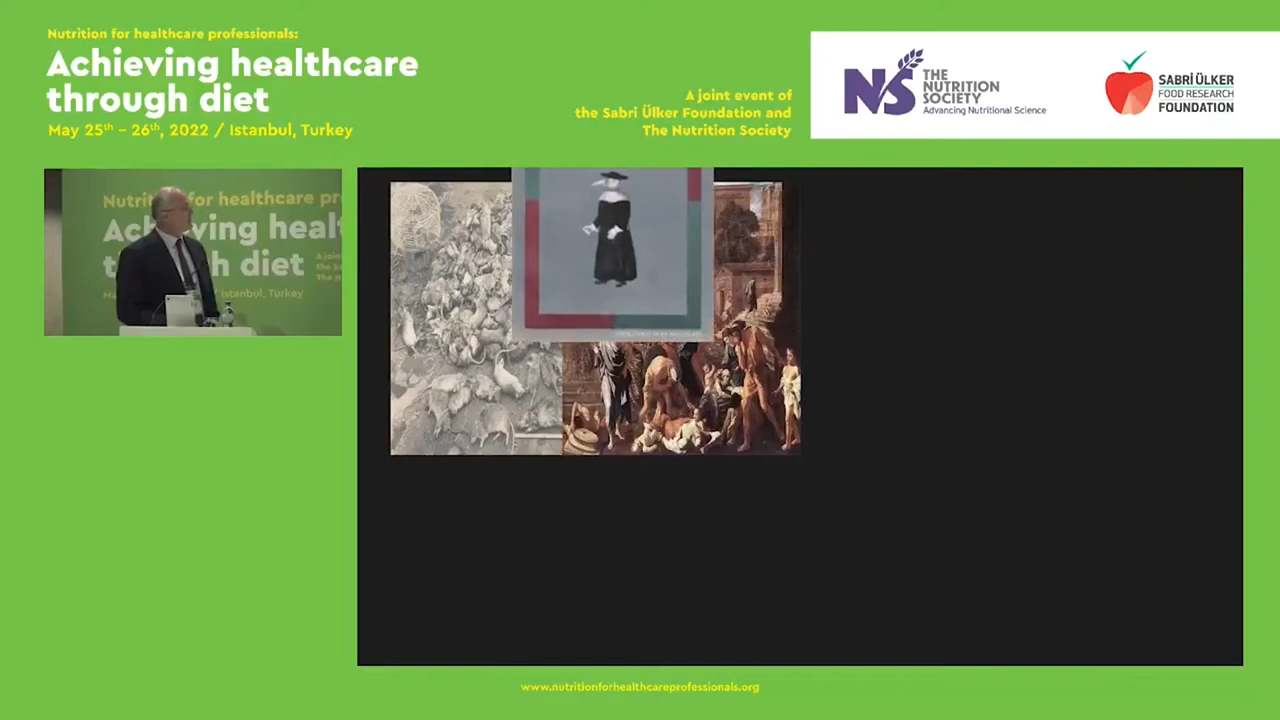 Nutrition for healthcare professionals:
Achieving healthcare
through diet
May 25th - 26th, 2022 / Istanbul, Turkey
A joint event of
the Sabri Ülker Foundation and
The Nutrition Society
NS
THE
NUTRITION
SOCIETY
Advancing Nutritional Science
SABRİ ÜLKER
FOOD RESEARCH
FOUNDATION
www.nutritionforhealthcareprofessionals.org